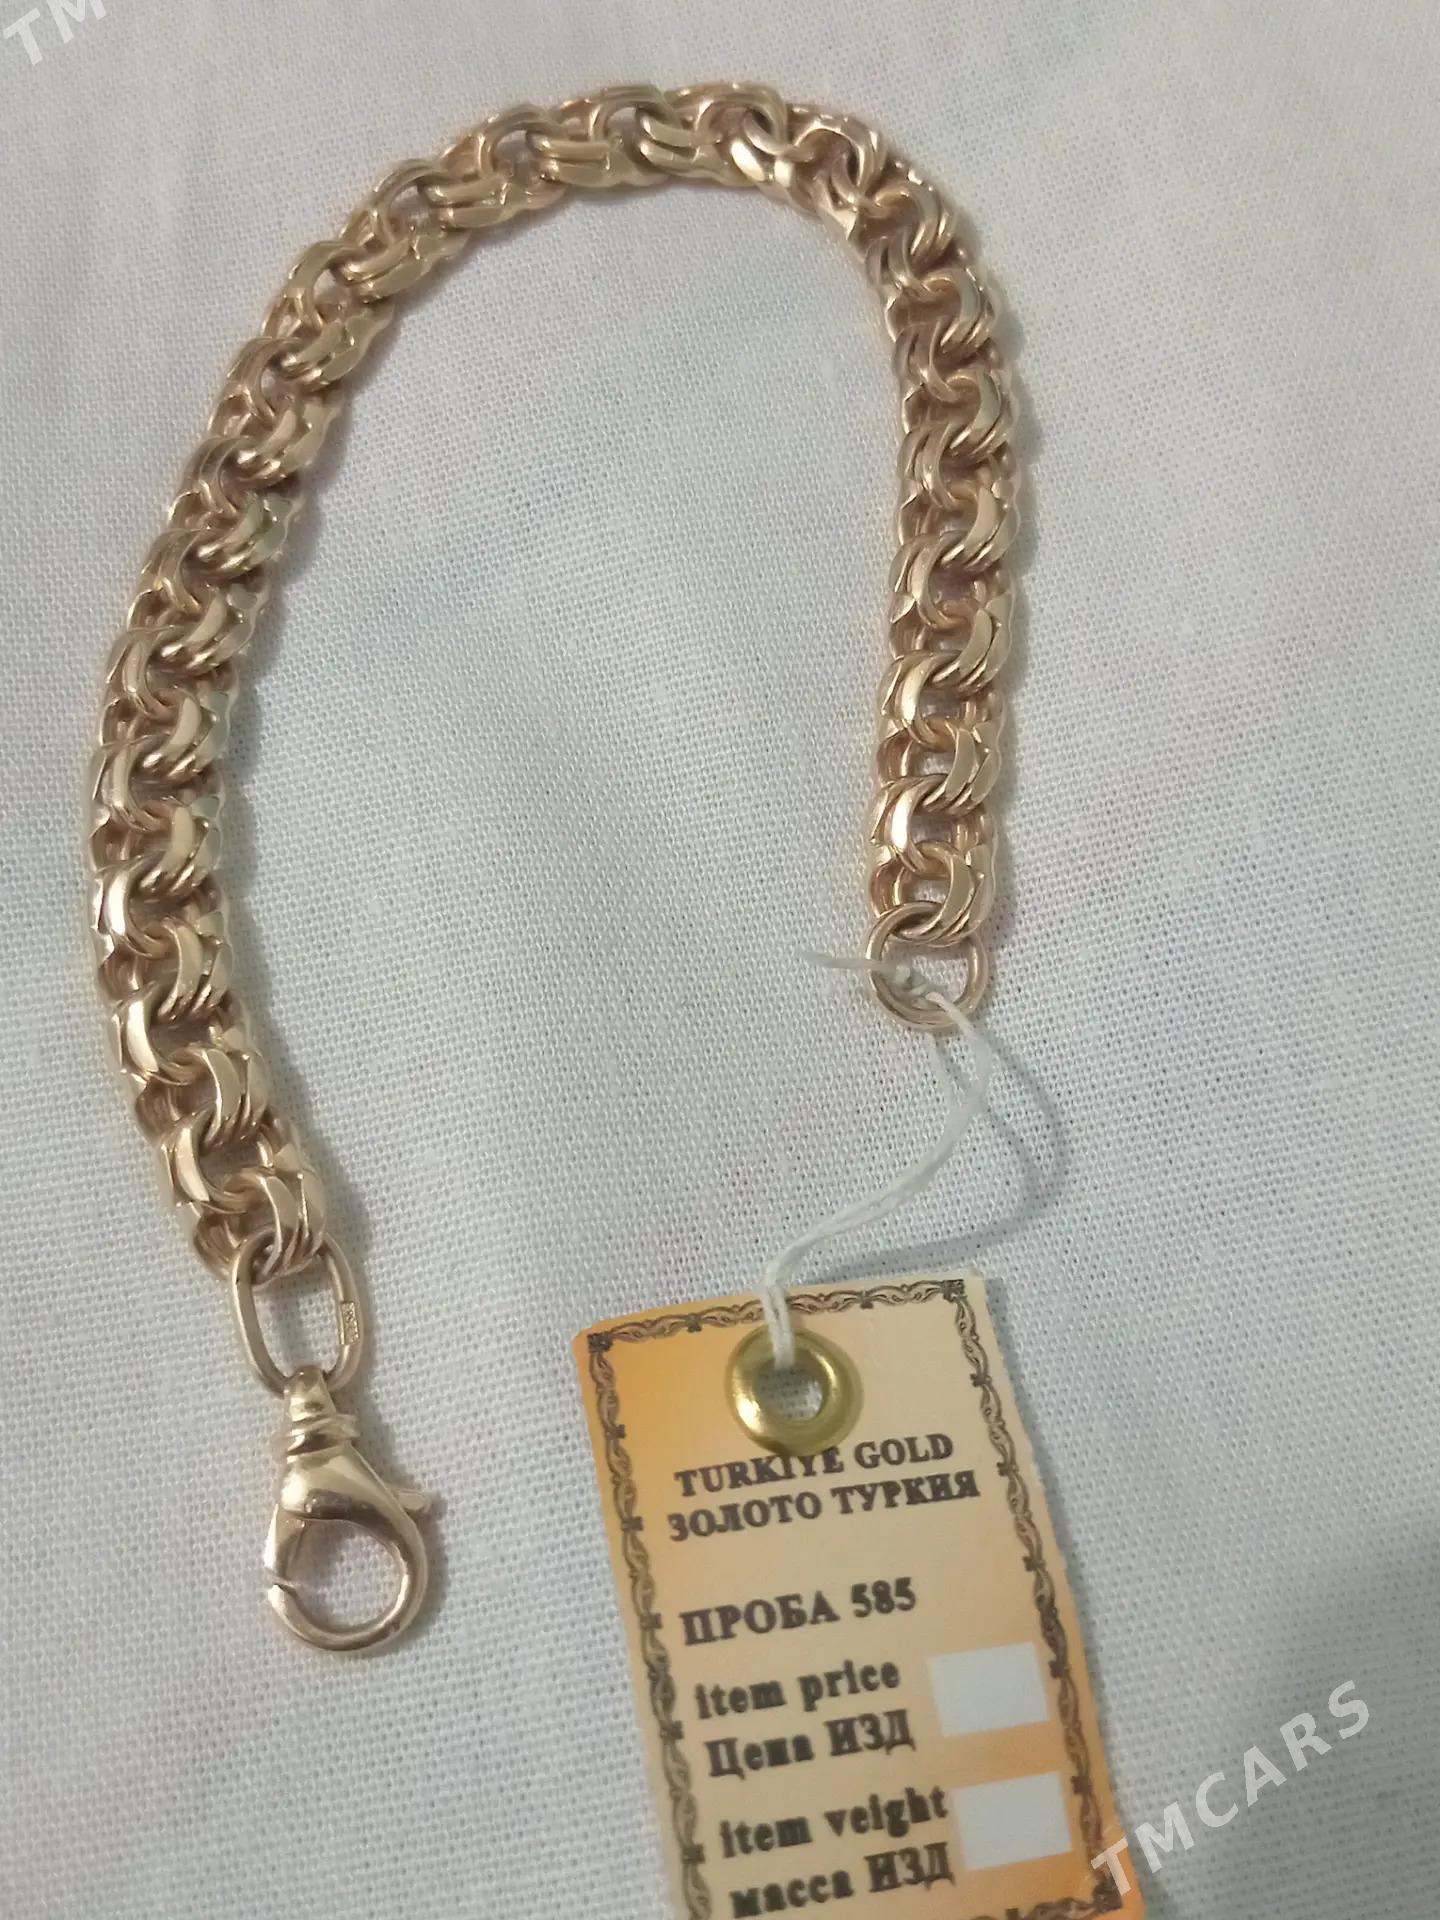 TM
TURKIYE GOLD
ЗОЛОТО ТУРКИЯ
ПРОБА 585
item price
Цена ИЗД
item veight
масса ИЗД
TMCARS